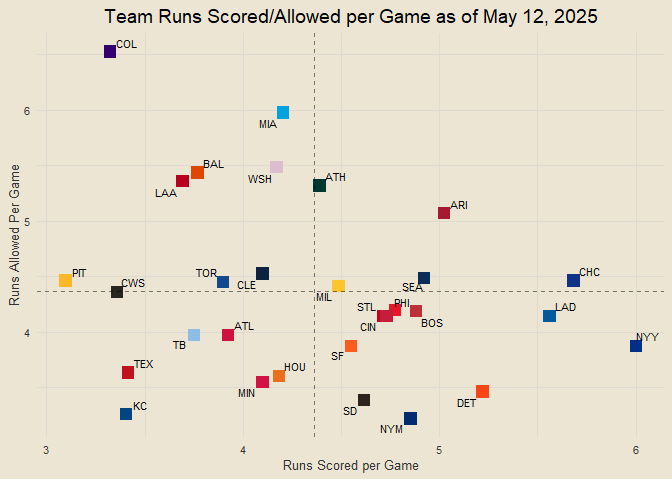 Team Runs Scored/Allowed per Game as of May 12, 2025
COL
6
MIA
BAL
WSH
ATH
LAA
ARI
Runs Allowed Per Game
5
PIT
CWS
TOR
CLE
MIL
SEA
CHC
STL
PHI
LAD
CIN
BOS
4
ATL
TB
SF
NYY
TEX
HOU
MIN
KC
SD
DET
NYM
3
4
5
6
Runs Scored per Game